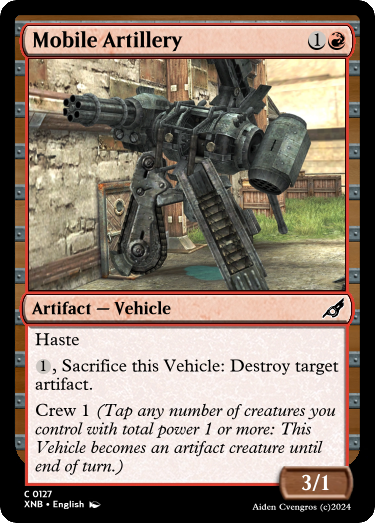 Mobile Artillery 1
Artifact — Vehicle
Haste
1, Sacrifice this Vehicle: Destroy target
artifact.
Crew 1 (Tap any number of creatures you
control with total power 1 or more: This
Vehicle becomes an artifact creature until
end of turn.)
3/1
C 0127
XNB • English
Aiden Cvengros (c)2024